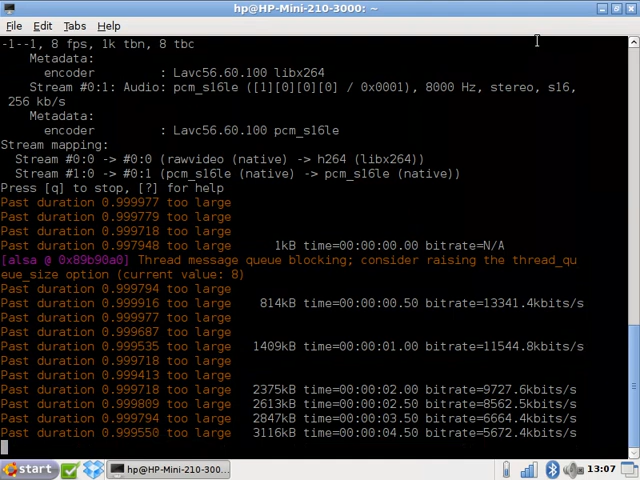 hp@HP-Mini-210-3000: ~
File Edit Tabs Help
-1--1, 8 fps, 1k tbn, 8 tbc
Metadata:
encoder : Lavc56.60.100 libx264
Stream #0:1: Audio: pcm_s16le ([1][0][0][0] / 0x0001), 8000 Hz, stereo, s16,
256 kb/s
Metadata:
encoder : Lavc56.60.100 pcm_s16le
Stream mapping:
Stream #0:0 -> #0:0 (rawvideo (native) -> h264 (libx264))
Stream #1:0 -> #0:1 (pcm_s16le (native) -> pcm_s16le (native))
Press [q] to stop, [?] for help
Past duration 0.999977 too large
Past duration 0.999779 too large
Past duration 0.999718 too large
Past duration 0.997948 too large 1kB time=00:00:00.00 bitrate=N/A
[alsa @ 0x89b90a0] Thread message queue blocking; consider raising the thread_qu
eue_size option (current value: 8)
Past duration 0.999794 too large
Past duration 0.999916 too large 814kB time=00:00:00.50 bitrate=13341.4kbits/s
Past duration 0.999977 too large
Past duration 0.999687 too large
Past duration 0.999535 too large 1409kB time=00:00:01.00 bitrate=11544.8kbits/s
Past duration 0.999718 too large
Past duration 0.999413 too large
Past duration 0.999718 too large 2375kB time=00:00:02.00 bitrate=9727.6kbits/s
Past duration 0.999809 too large 2613kB time=00:00:02.50 bitrate=8562.5kbits/s
Past duration 0.999794 too large 2847kB time=00:00:03.50 bitrate=6664.4kbits/s
Past duration 0.999550 too large 3116kB time=00:00:04.50 bitrate=5672.4kbits/s
start hp@HP-Mini-210-300... 13:07